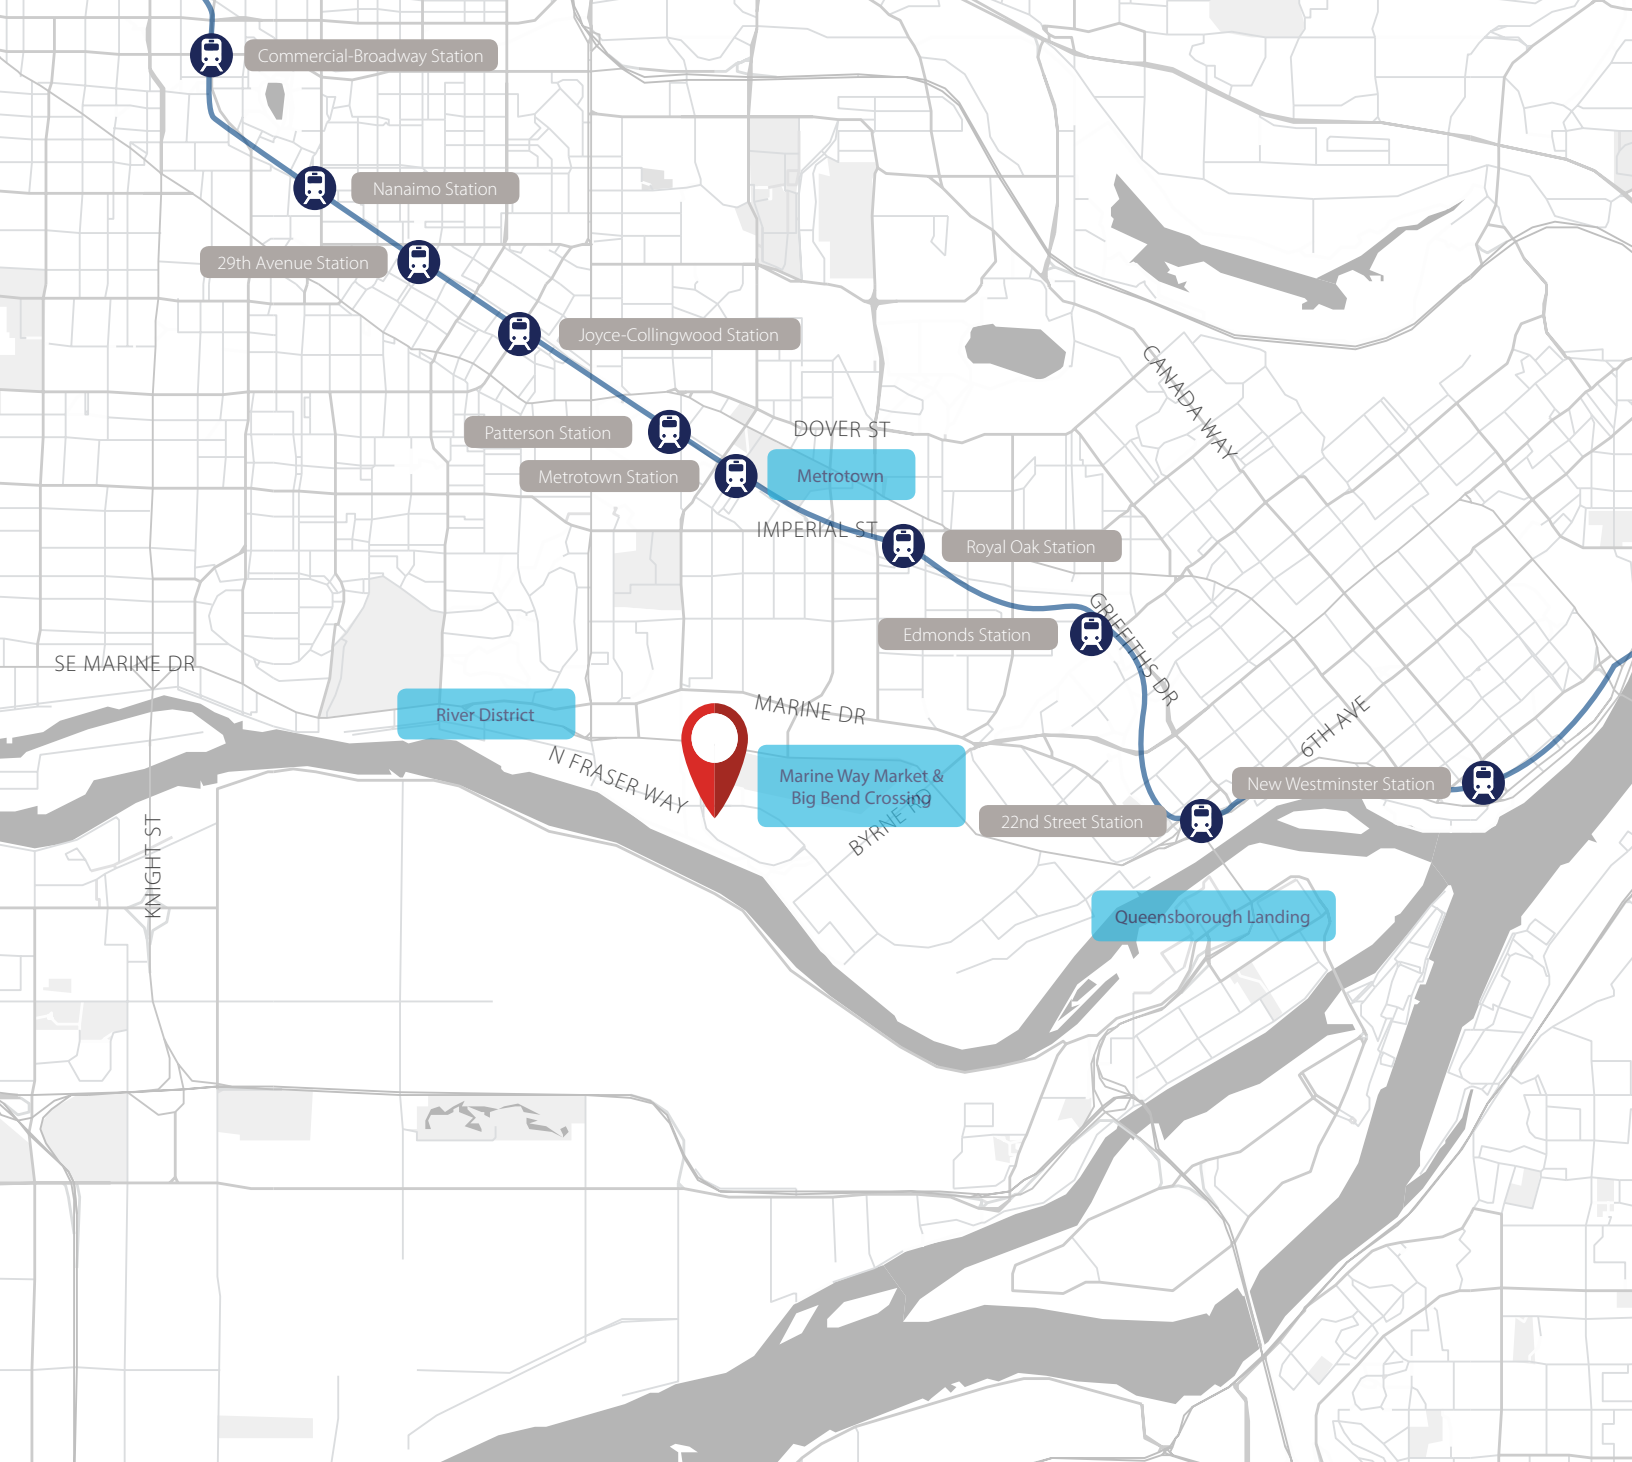 Commercial-Broadway Station
Nanaimo Station
29th Avenue Station
Joyce-Collingwood Station
CANADA WAY
DOVER ST
Patterson Station
Metrotown Station
Metrotown
IMPERIAL ST
Royal Oak Station
GRIFFITHS DR
Edmonds Station
SE MARINE DR
River District
MARINE DR
6TH AVE
N FRASER WAY
Marine Way Market &
Big Bend Crossing
BYRNE RD
New Westminster Station
22nd Street Station
KNIGHT ST
Queensborough Landing